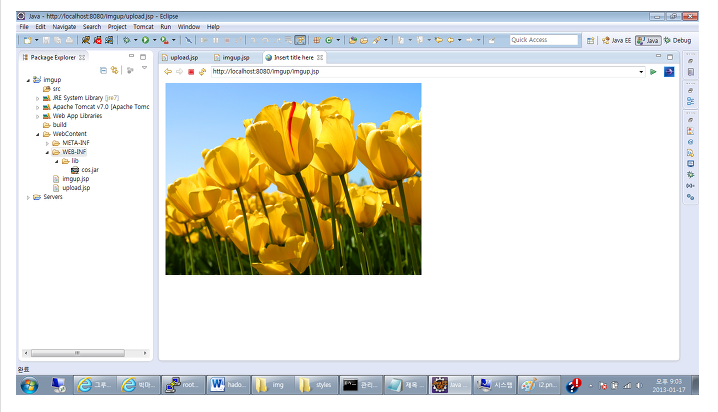 Java - http://localhost:8080/imgup/imgup.jsp - Eclipse
File Edit Navigate Search Project Tomcat Run Window Help
Quick Access
Java EE
Java
Debug
Package Explorer
upload.jsp
imgup.jsp
Insert title here
http://localhost:8080/imgup/imgup.jsp
imgup
src
JRE System Library [jre7]
Apache Tomcat v7.0 [Apache Tomc
Web App Libraries
build
WebContent
META-INF
WEB-INF
lib
cos.jar
imgup.jsp
upload.jsp
Servers
완료
그루...
빅마...
root...
hado...
img
styles
관리...
제목 ...
Java ...
시스템
i2.pn...
오후 9:03
2013-01-17